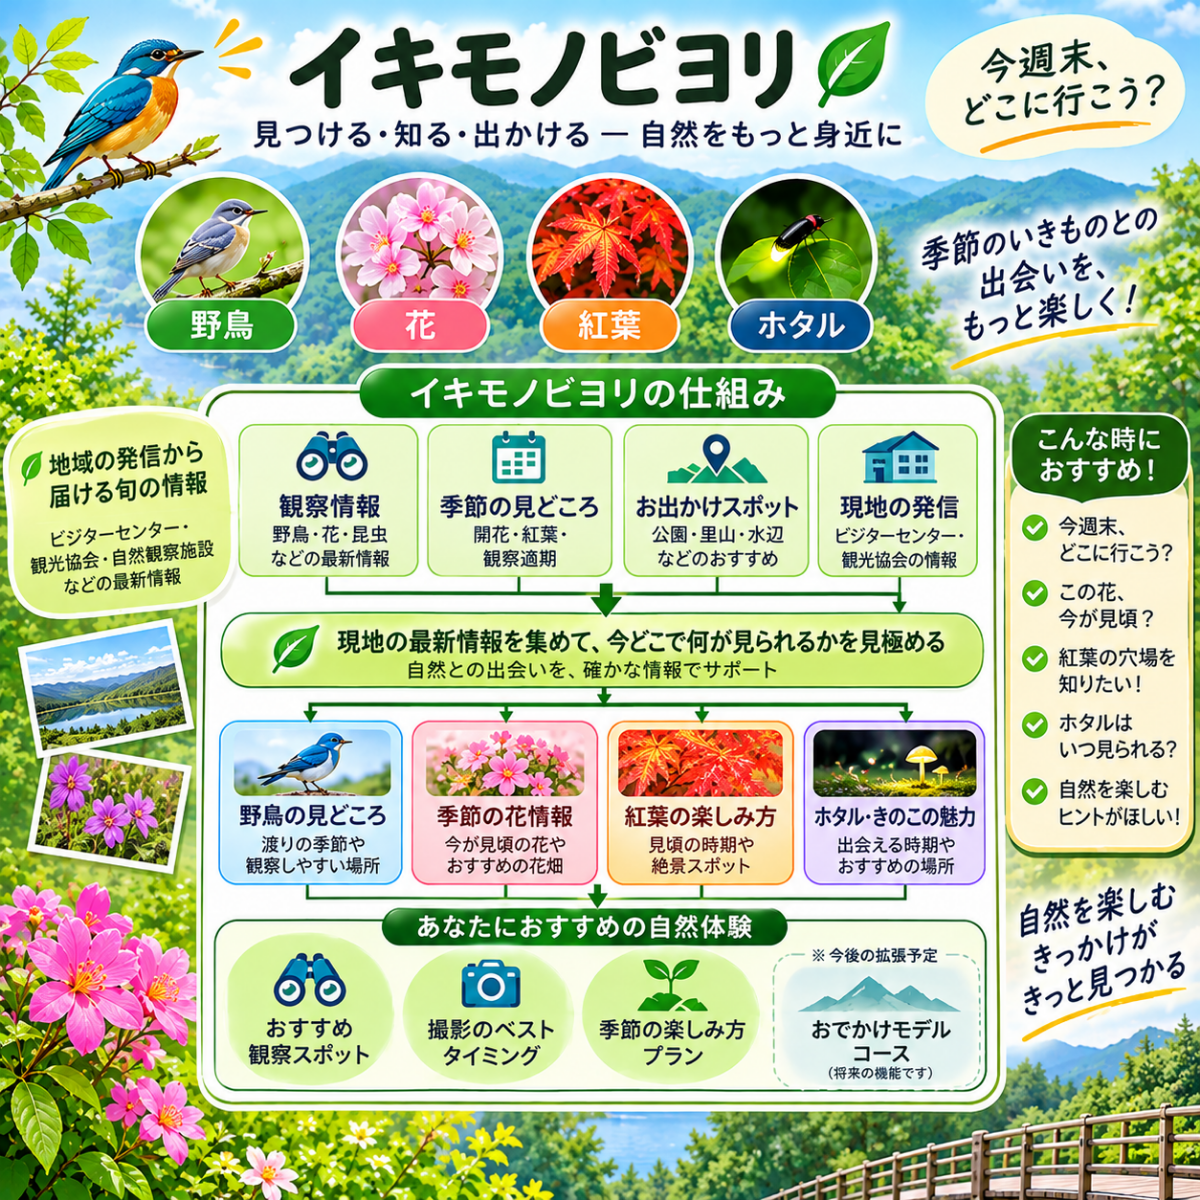 イキモノビヨリ
見つける・知る・出かける ― 自然をもっと身近に
今週末、
どこに行こう?
野鳥
花
紅葉
ホタル
季節のいきものとの
出会いを、
もっと楽しく!
イキモノビヨリの仕組み
地域の発信から
届ける旬の情報
ビジターセンター・
観光協会・自然観察施設
などの最新情報
観察情報
野鳥・花・昆虫
などの最新情報
季節の見どころ
開花・紅葉・
観察適期
お出かけスポット
公園・里山・水辺
などのおすすめ
現地の発信
ビジターセンター・
観光協会の情報
こんな時に
おすすめ!
今週末、
どこに行こう?
この花、
今が見頃?
紅葉の穴場を
知りたい!
ホタルは
いつ見られる?
自然を楽しむ
ヒントがほしい!
現地の最新情報を集めて、今どこで何が見られるかを見極める
自然との出会いを、確かな情報でサポート
野鳥の見どころ
渡りの季節や
観察しやすい場所
季節の花情報
今が見頃の花や
おすすめの花畑
紅葉の楽しみ方
見頃の時期や
絶景スポット
ホタル・きのこの魅力
出会える時期や
おすすめの場所
あなたにおすすめの自然体験
おすすめ
観察スポット
撮影のベスト
タイミング
季節の楽しみ方
プラン
※ 今後の拡張予定
おでかけモデル
コース
(将来の機能です)
自然を楽しむ
きっかけが
きっと見つかる